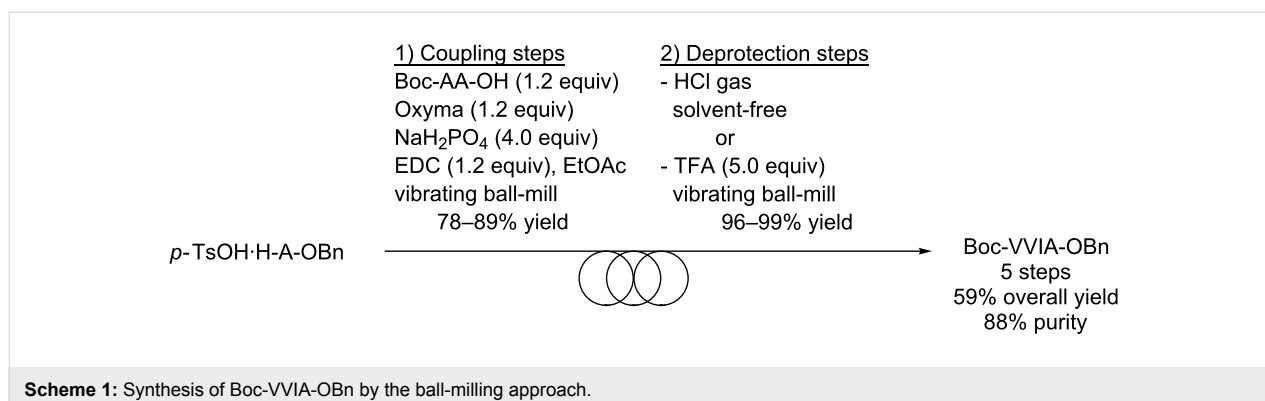 1) Coupling steps
Boc-AA-OH (1.2 equiv)
Oxyma (1.2 equiv)
NaH₂PO₄ (4.0 equiv)
EDC (1.2 equiv), EtOAc
vibrating ball-mill
78–89% yield
2) Deprotection steps
- HCl gas
solvent-free
or
- TFA (5.0 equiv)
vibrating ball-mill
96–99% yield
p-TsOH·H-A-OBn
Boc-VVIA-OBn
5 steps
59% overall yield
88% purity
Scheme 1: Synthesis of Boc-VVIA-OBn by the ball-milling approach.